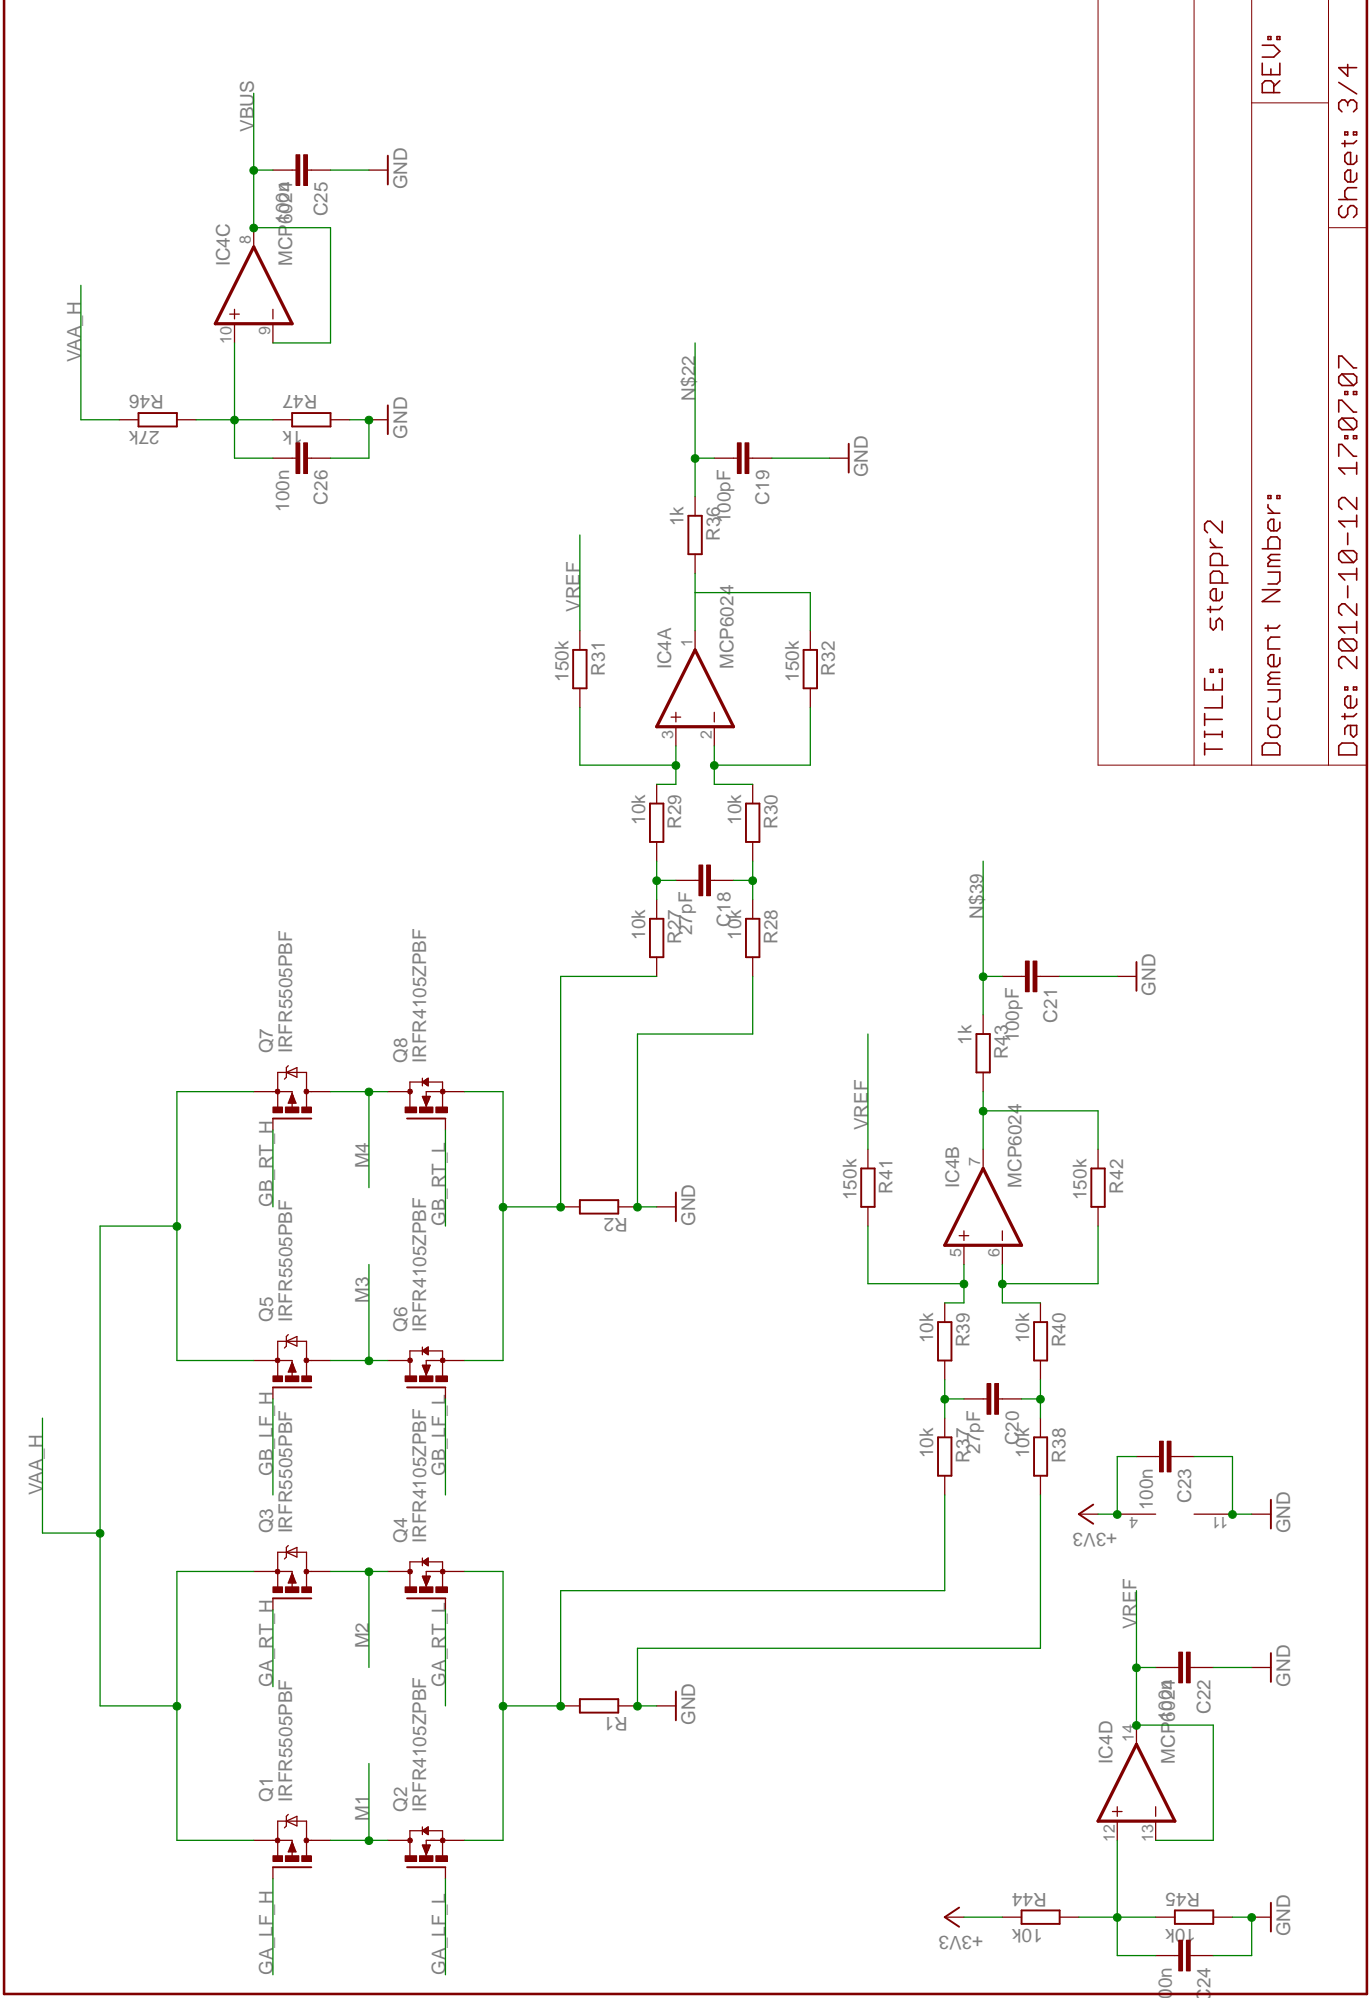 VAA_H
GA_LF_H
Q1
IRFR5505PBF
GA_RT_H
Q3
IRFR5505PBF
GB_LF_H
Q5
IRFR5505PBF
GB_RT_H
Q7
IRFR5505PBF
M1
M2
M3
M4
GA_LF_L
Q2
IRFR4105ZPBF
GA_RT_L
Q4
IRFR4105ZPBF
GB_LF_L
Q6
IRFR4105ZPBF
GB_RT_L
Q8
IRFR4105ZPBF
R1
GND
R2
GND
VAA_H
R46
27k
R47
1k
100n
C26
GND
10
9
+
-
IC4C
8
MCP6024
100n
C25
GND
VBUS
10k
R27
10k
R28
27pF
C18
10k
R29
10k
R30
150k
R31
VREF
3
2
+
-
IC4A
1
MCP6024
150k
R32
1k
R36
100pF
C19
GND
N$22
10k
R37
10k
R38
27pF
C20
10k
R39
10k
R40
150k
R41
VREF
5
6
+
-
IC4B
7
MCP6024
150k
R42
1k
R43
100pF
C21
GND
N$39
+3V3
R44
10k
R45
10k
00n
C24
GND
12
13
+
-
IC4D
14
MCP6024
100n
C22
GND
VREF
+3V3
4
11
100n
C23
GND
TITLE: steppr2
Document Number:
REV:
Date: 2012-10-12 17:07:07
Sheet: 3/4